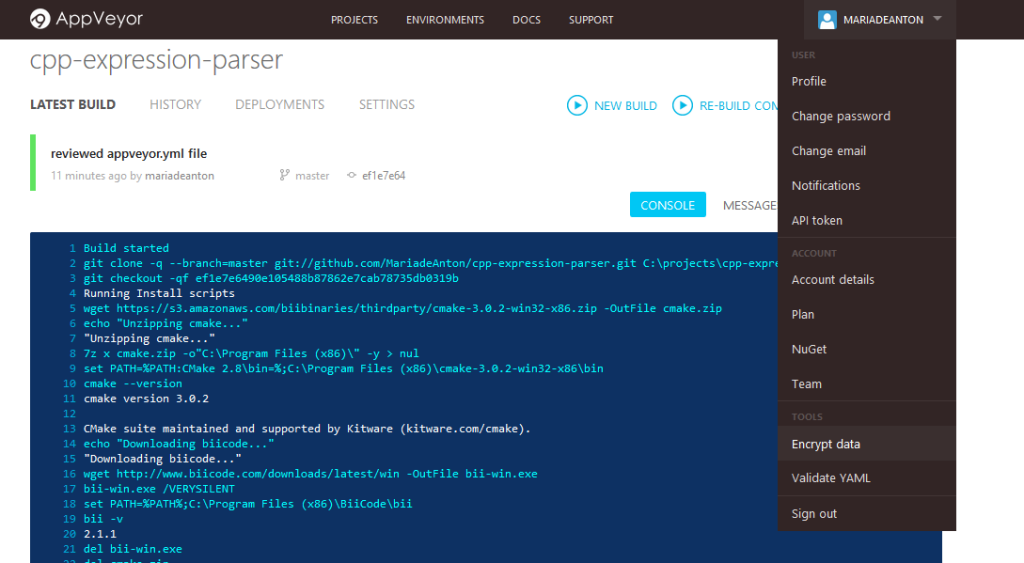 AppVeyor
PROJECTS ENVIRONMENTS DOCS SUPPORT
MARIADEANTON
cpp-expression-parser
LATEST BUILD HISTORY DEPLOYMENTS SETTINGS
NEW BUILD RE-BUILD COM
reviewed appveyor.yml file
11 minutes ago by mariadeanton master ef1e7e64
CONSOLE MESSAGE
1 Build started
2 git clone -q --branch=master git://github.com/MariadeAnton/cpp-expression-parser.git C:\projects\cpp-expre
3 git checkout -qf ef1e7e6490e105488b87862e7cab78735db0319b
4 Running Install scripts
5 wget https://s3.amazonaws.com/biibinaries/thirdparty/cmake-3.0.2-win32-x86.zip -OutFile cmake.zip
6 echo "Unzipping cmake..."
7 "Unzipping cmake..."
8 7z x cmake.zip -o"C:\Program Files (x86)\" -y > nul
9 set PATH=%PATH:CMake 2.8\bin=%;C:\Program Files (x86)\cmake-3.0.2-win32-x86\bin
10 cmake --version
11 cmake version 3.0.2
12
13 CMake suite maintained and supported by Kitware (kitware.com/cmake).
14 echo "Downloading biicode..."
15 "Downloading biicode..."
16 wget http://www.biicode.com/downloads/latest/win -OutFile bii-win.exe
17 bii-win.exe /VERYSILENT
18 set PATH=%PATH%;C:\Program Files (x86)\BiiCode\bii
19 bii -v
20 2.1.1
21 del bii-win.exe
22 del cmake.zip
USER
Profile
Change password
Change email
Notifications
API token
ACCOUNT
Account details
Plan
NuGet
Team
TOOLS
Encrypt data
Validate YAML
Sign out